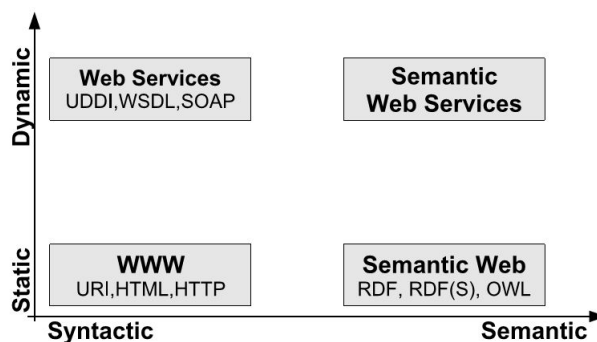 Dynamic
Web Services
UDDI,WSDL,SOAP
Semantic
Web Services
Static
WWW
URI,HTML,HTTP
Semantic Web
RDF, RDF(S), OWL
Syntactic
Semantic